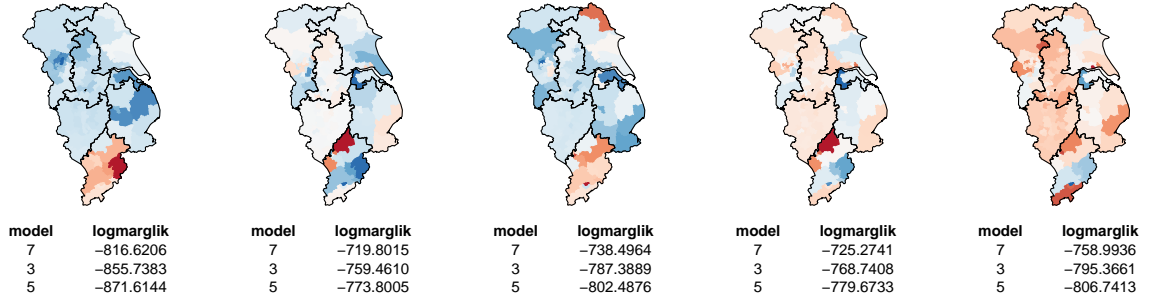 model logmarglik model logmarglik model logmarglik model logmarglik model logmarglik
7 −816.6206 7 −719.8015 7 −738.4964 7 −725.2741 7 −758.9936
3 −855.7383 3 −759.4610 3 −787.3889 3 −768.7408 3 −795.3661
5 −871.6144 5 −773.8005 5 −802.4876 5 −779.6733 5 −806.7413